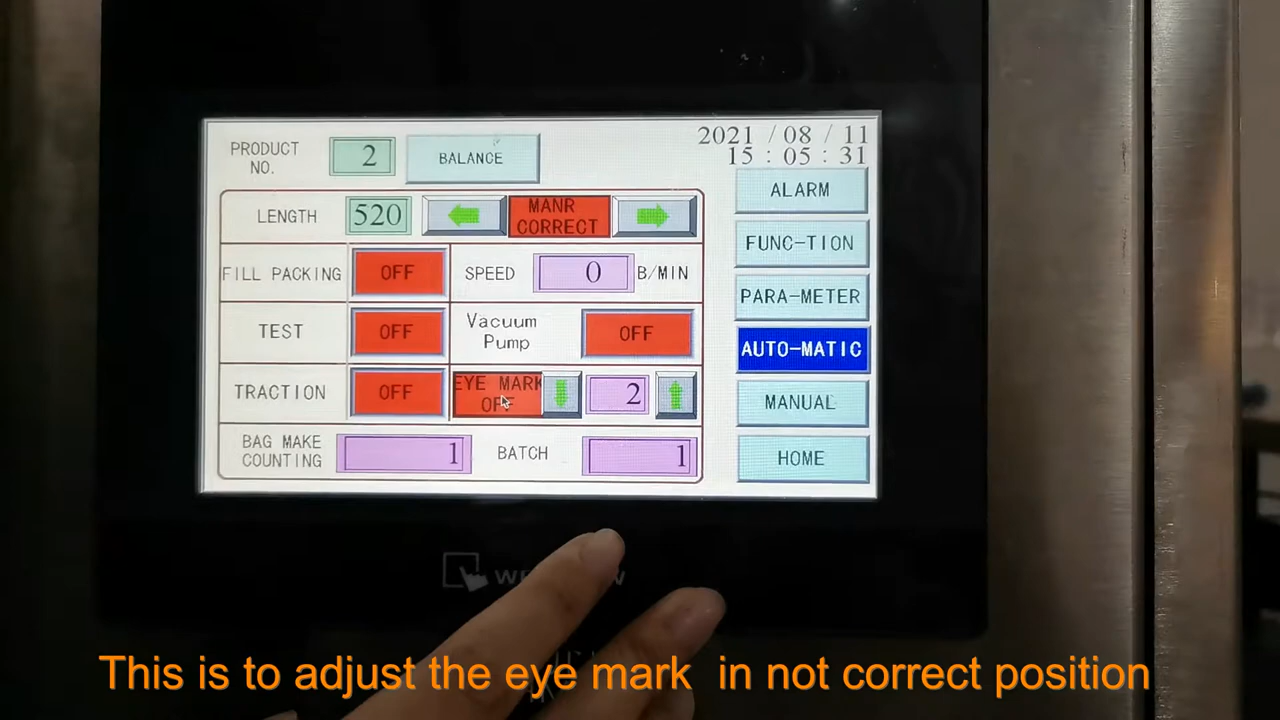 PRODUCT
NO.
2
BALANCE
2021 / 08 / 11
15 : 05 : 31
ALARM
LENGTH
520
MANR
CORRECT
FUNC-TION
FILL PACKING
OFF
SPEED
0
B/MIN
PARA-METER
TEST
OFF
Vacuum
Pump
OFF
AUTO-MATIC
TRACTION
OFF
EYE MARK
OFF
2
MANUAL
BAG MAKE
COUNTING
1
BATCH
1
HOME
This is to adjust the eye mark in not correct position